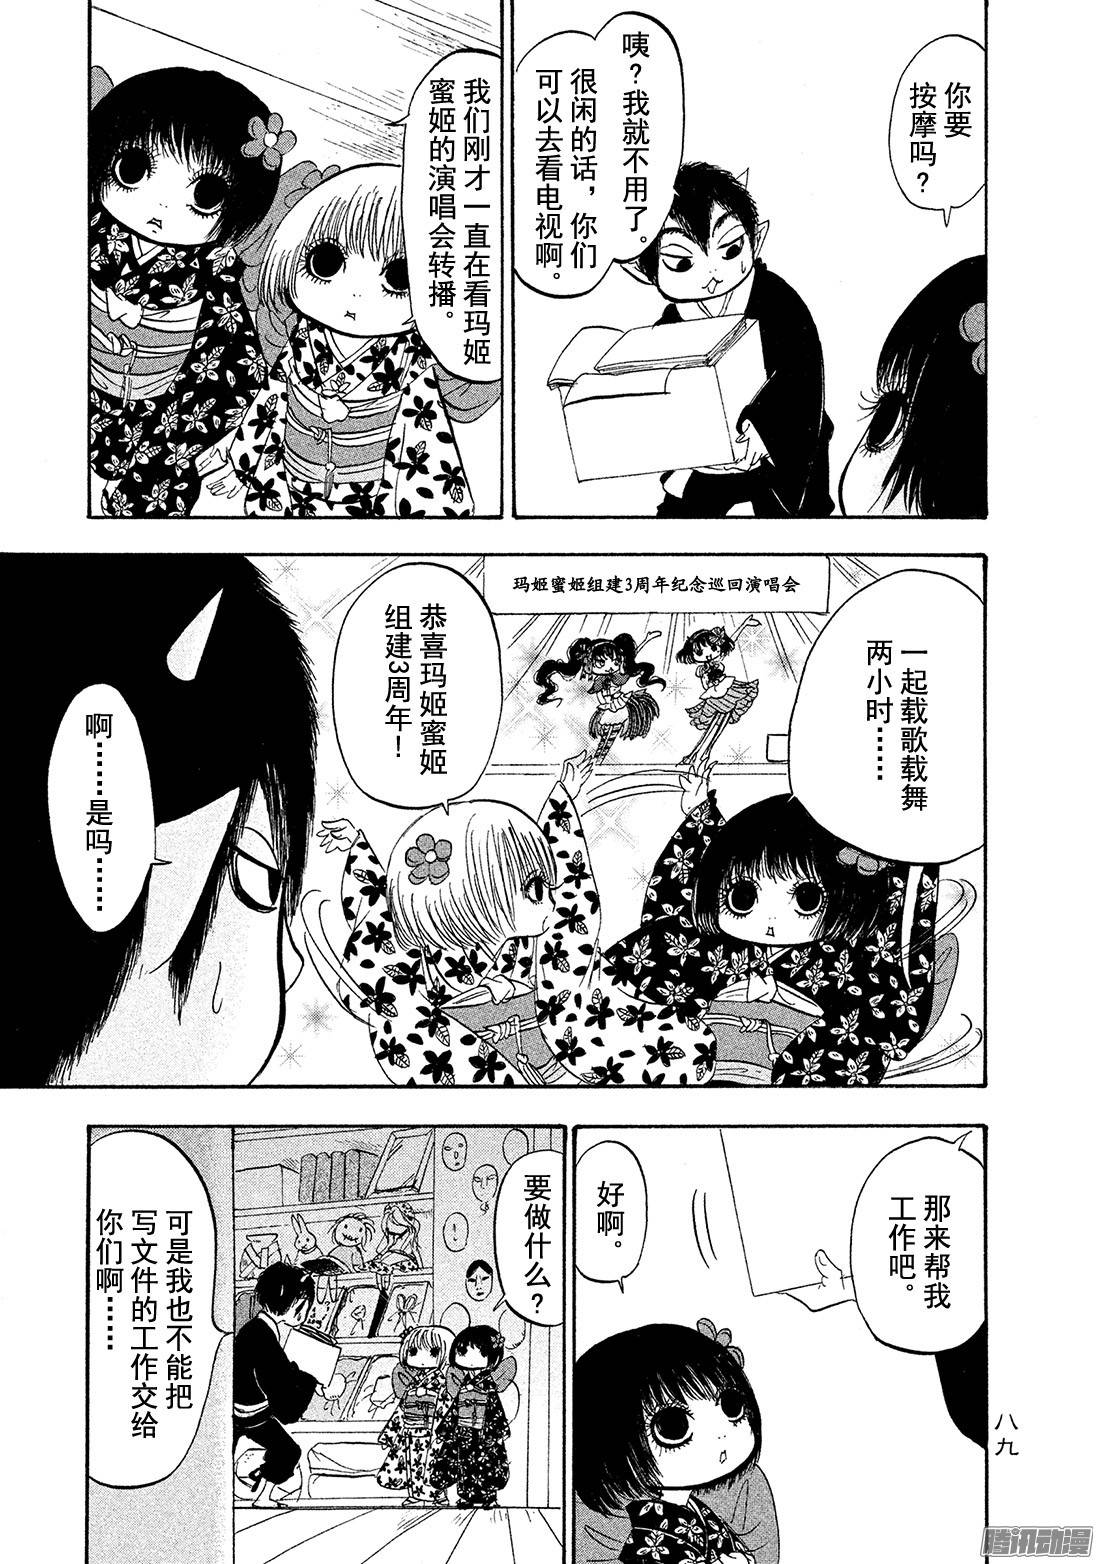 你要
按摩吗？
咦？我就不用了。
很闲的话，你们
可以去看电视啊。
我们刚才一直在看玛姬
蜜姬的演唱会转播。
一起载歌载舞
两小时……
玛姬蜜姬组建3周年纪念巡回演唱会
恭喜玛姬蜜姬
组建3周年！
啊……是吗……
那来帮我
工作吧。
好啊。
要做什么？
可是我也不能把
写文件的工作交给
你们啊……
八九
腾讯动漫